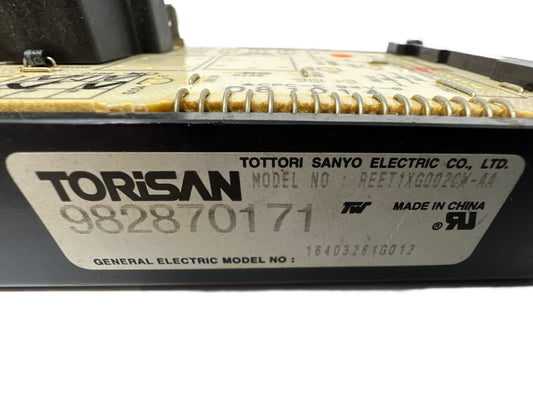 TOTTORI SANYO ELECTRIC CO., LTD.
TORiSAN
MODEL NO : REET1XG002CW-AA
982870171
TW
MADE IN CHINA
GENERAL ELECTRIC MODEL NO :
164D3261G012